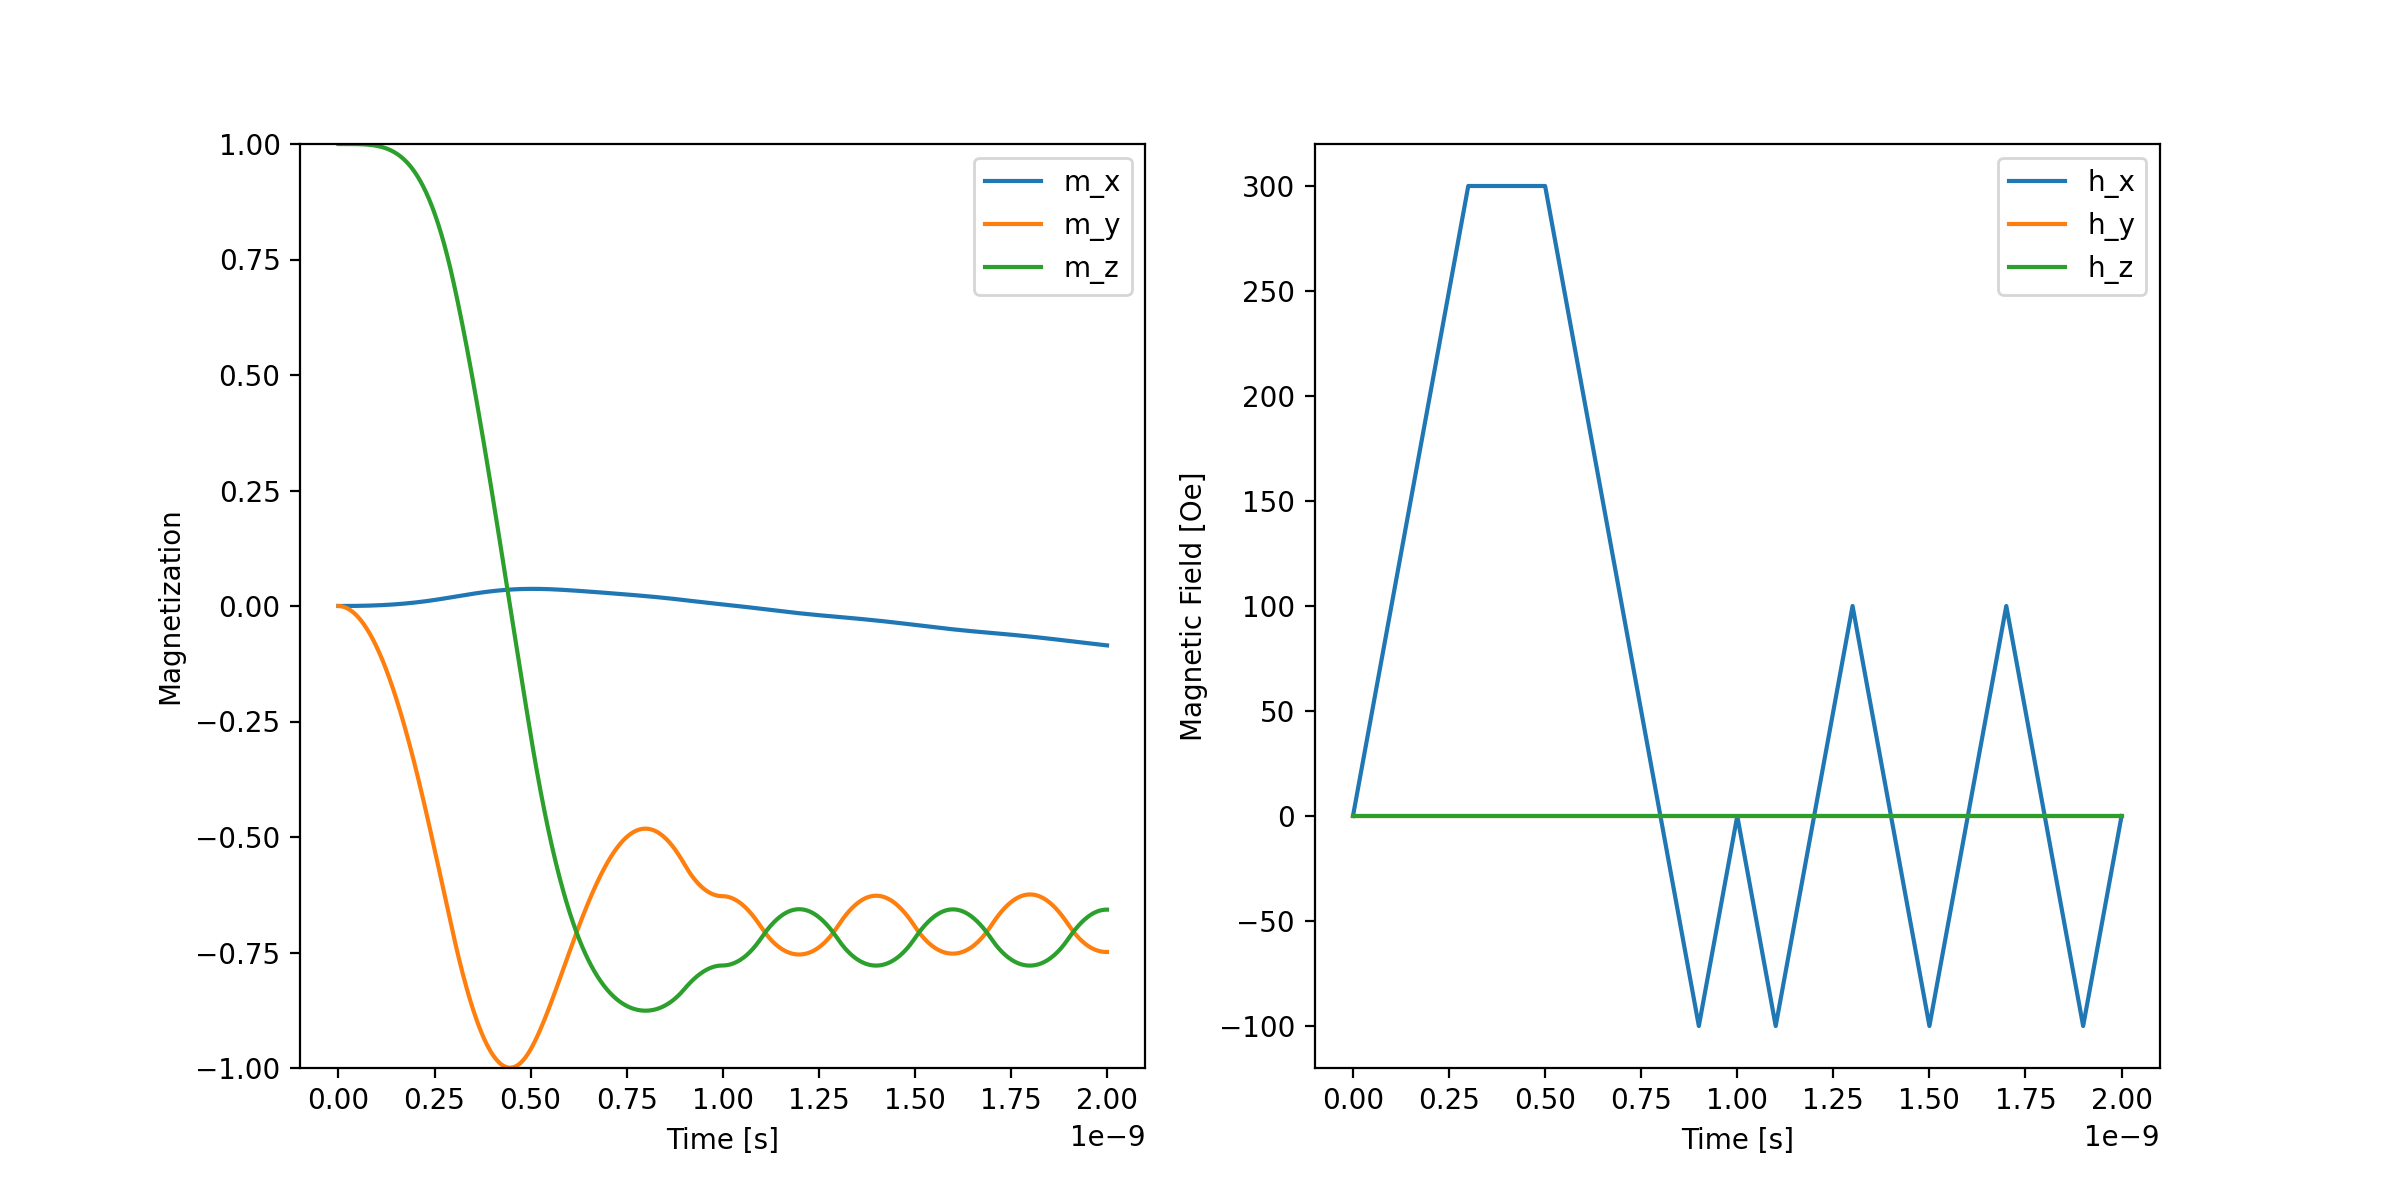 1.00
0.75
0.50
0.25
0.00
−0.25
−0.50
−0.75
−1.00
Magnetization
m_x
m_y
m_z
0.00 0.25 0.50 0.75 1.00 1.25 1.50 1.75 2.00
Time [s]
1e−9
300
250
200
150
100
50
0
−50
−100
Magnetic Field [Oe]
h_x
h_y
h_z
0.00 0.25 0.50 0.75 1.00 1.25 1.50 1.75 2.00
Time [s]
1e−9